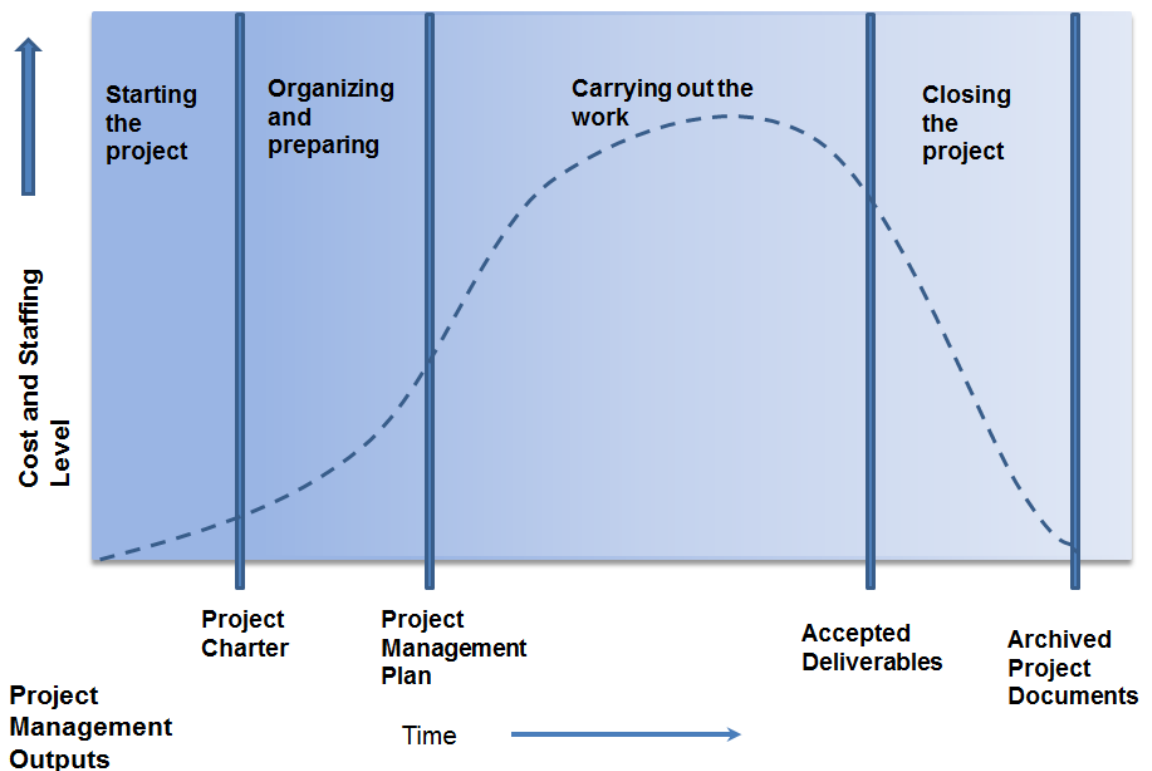 Starting
the
project
Organizing
and
preparing
Carrying out the
work
Closing
the
project
Cost and Staffing
Level
Project
Charter
Project
Management
Plan
Accepted
Deliverables
Archived
Project
Documents
Project
Management
Outputs
Time